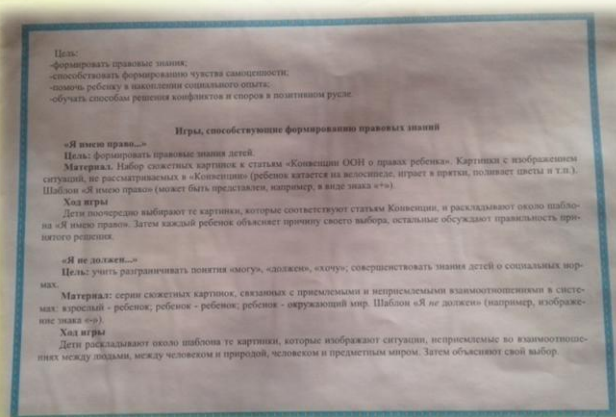 Цель:
-формировать правовые знания;
-способствовать формированию чувства самоценности;
-помочь ребенку в накоплении социального опыта;
-обучать способам решения конфликтов и споров в позитивном русле
Игры, способствующие формированию правовых знаний
«Я имею право...»
Цель: формировать правовые знания детей.
Материал. Набор сюжетных картинок к статьям «Конвенции ООН о правах ребенка». Картинки с изображением
ситуаций, не рассматриваемых в «Конвенции» (ребенок катается на велосипеде, играет в прятки, поливает цветы и т.п.).
Шаблон «Я имею право» (может быть представлен, например, в виде знака «+»).
Ход игры
Дети поочередно выбирают те картинки, которые соответствуют статьям Конвенции, и раскладывают около шабло-
на «Я имею право». Затем каждый ребенок объясняет причину своего выбора, остальные обсуждают правильность при-
нятого решения.
«Я не должен...»
Цель: учить разграничивать понятия «могу», «должен», «хочу»; совершенствовать знания детей о социальных нор-
мах.
Материал: серии сюжетных картинок, связанных с приемлемыми и неприемлемыми взаимоотношениями в систе-
мах: взрослый - ребенок; ребенок - ребенок; ребенок - окружающий мир. Шаблон «Я не должен» (например, изображе-
ние знака «-»).
Ход игры
Дети раскладывают около шаблона те картинки, которые изображают ситуации, неприемлемые во взаимоотноше-
ниях между людьми, между человеком и природой, человеком и предметным миром. Затем объясняют свой выбор.